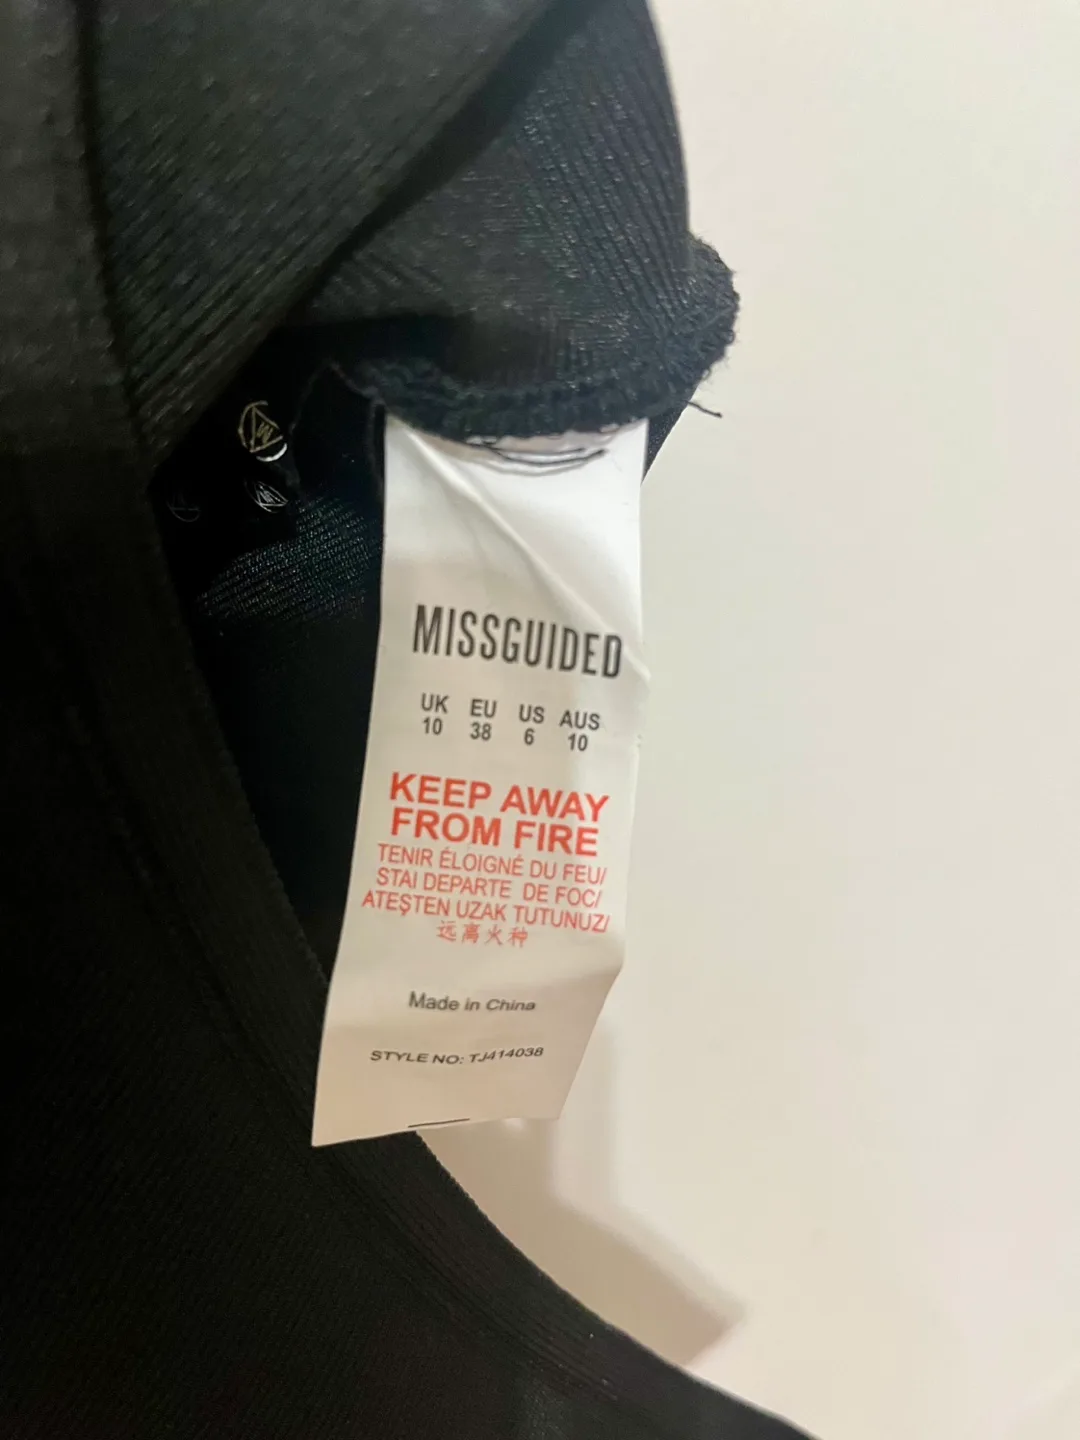 MISSGUIDED
UK EU US AUS
10 38 6 10
KEEP AWAY
FROM FIRE
TENIR ÉLOIGNÉ DU FEU/
STAI DEPARTE DE FOC/
ATEŞTEN UZAK TUTUNUZ/
远离火种
Made in China
STYLE NO: TJ414038